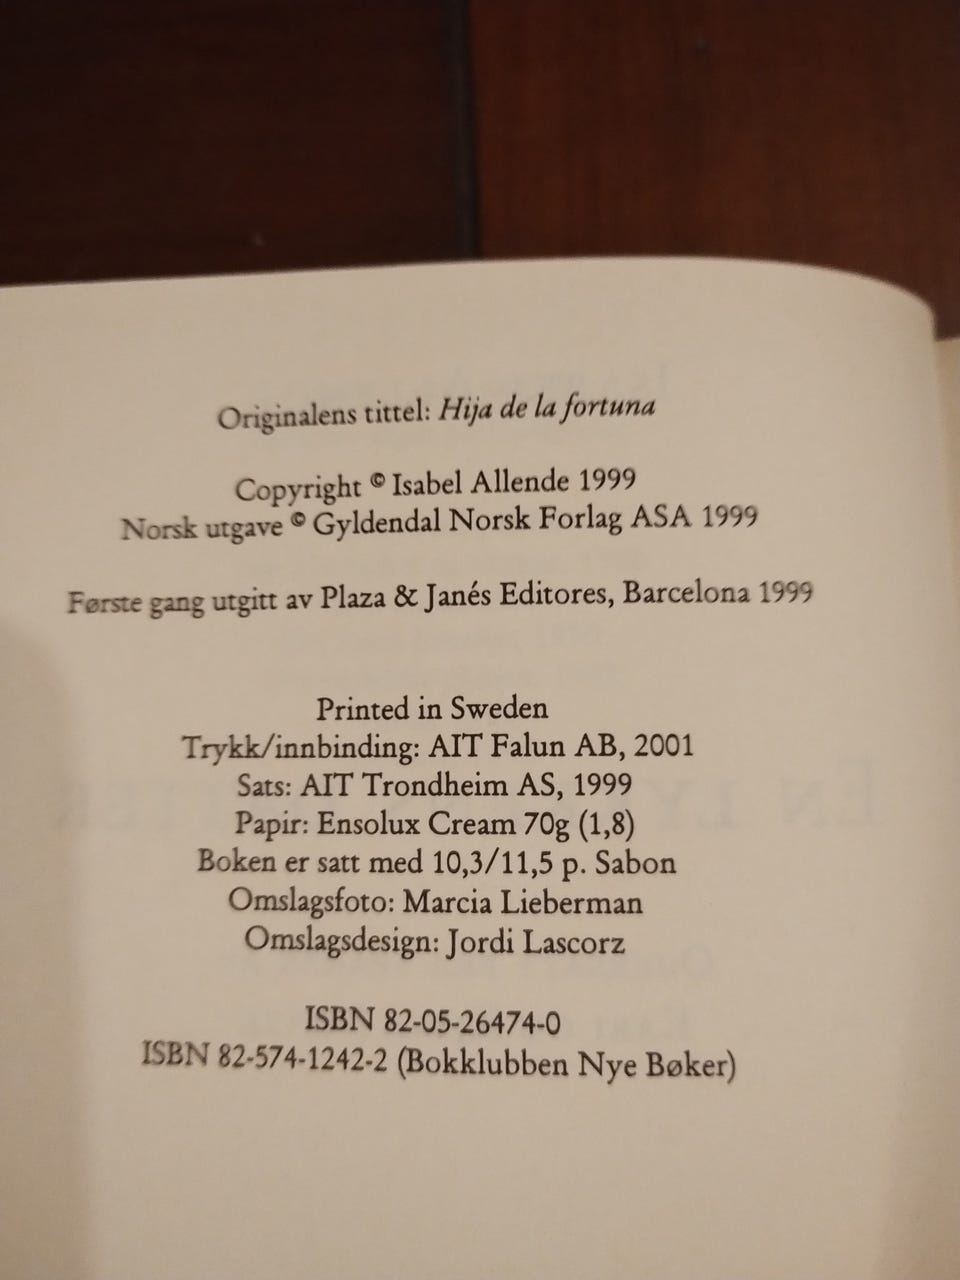 Originalens tittel: Hija de la fortuna
Copyright © Isabel Allende 1999
Norsk utgave © Gyldendal Norsk Forlag ASA 1999
Første gang utgitt av Plaza & Janés Editores, Barcelona 1999
Printed in Sweden
Trykk/innbinding: AIT Falun AB, 2001
Sats: AIT Trondheim AS, 1999
Papir: Ensolux Cream 70g (1,8)
Boken er satt med 10,3/11,5 p. Sabon
Omslagsfoto: Marcia Lieberman
Omslagsdesign: Jordi Lascorz
ISBN 82-05-26474-0
ISBN 82-574-1242-2 (Bokklubben Nye Bøker)